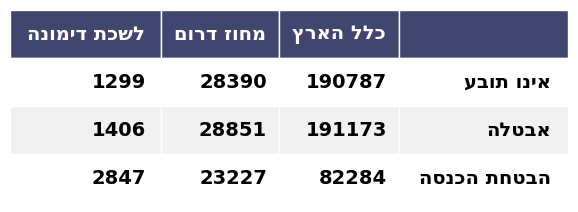 כלל הארץ מחוז דרום לשכת דימונה
אינו תובע 190787 28390 1299
אבטלה 191173 28851 1406
הבטחת הכנסה 82284 23227 2847